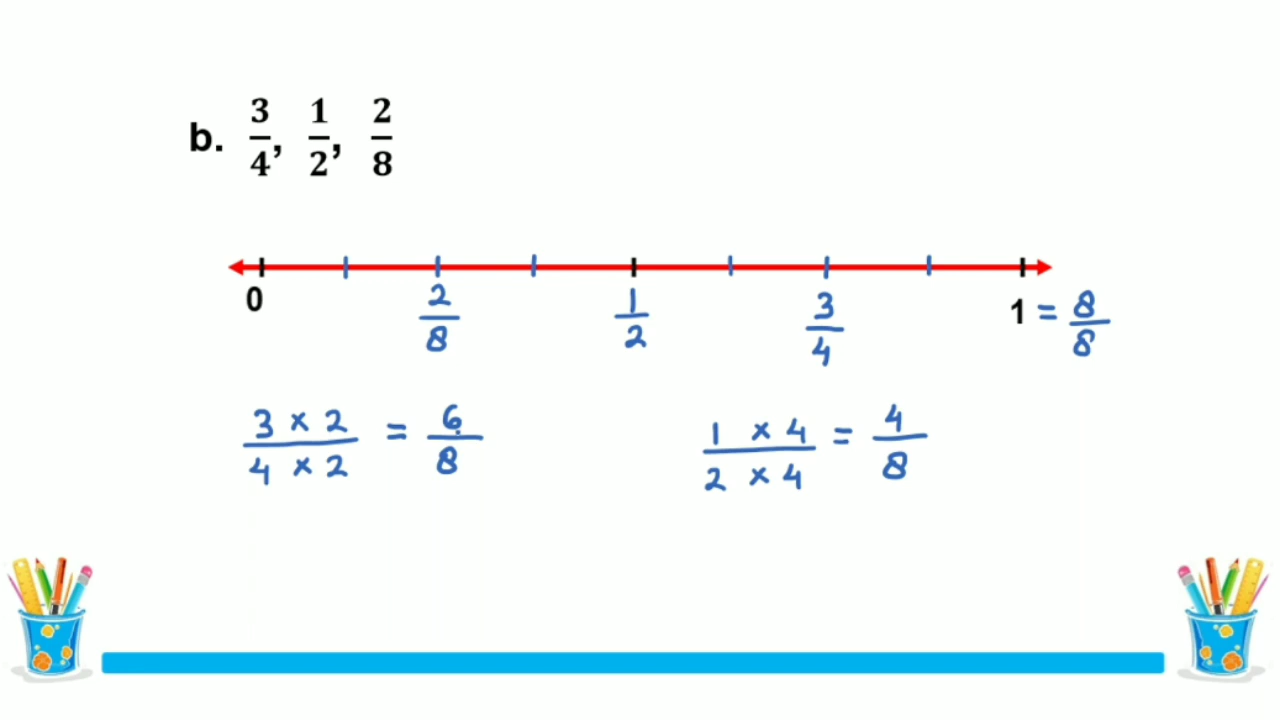 b. 3/4, 1/2, 2/8
0 2/8 1/2 3/4 1 = 8/8
3 × 2 / 4 × 2 = 6/8
1 × 4 / 2 × 4 = 4/8